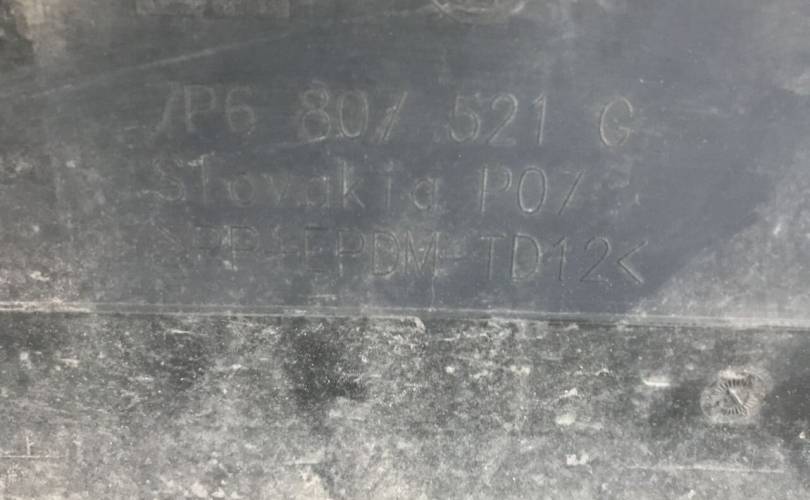 7P6 807 521 G
Slovakia P07
>PP+EPDM-TD12<